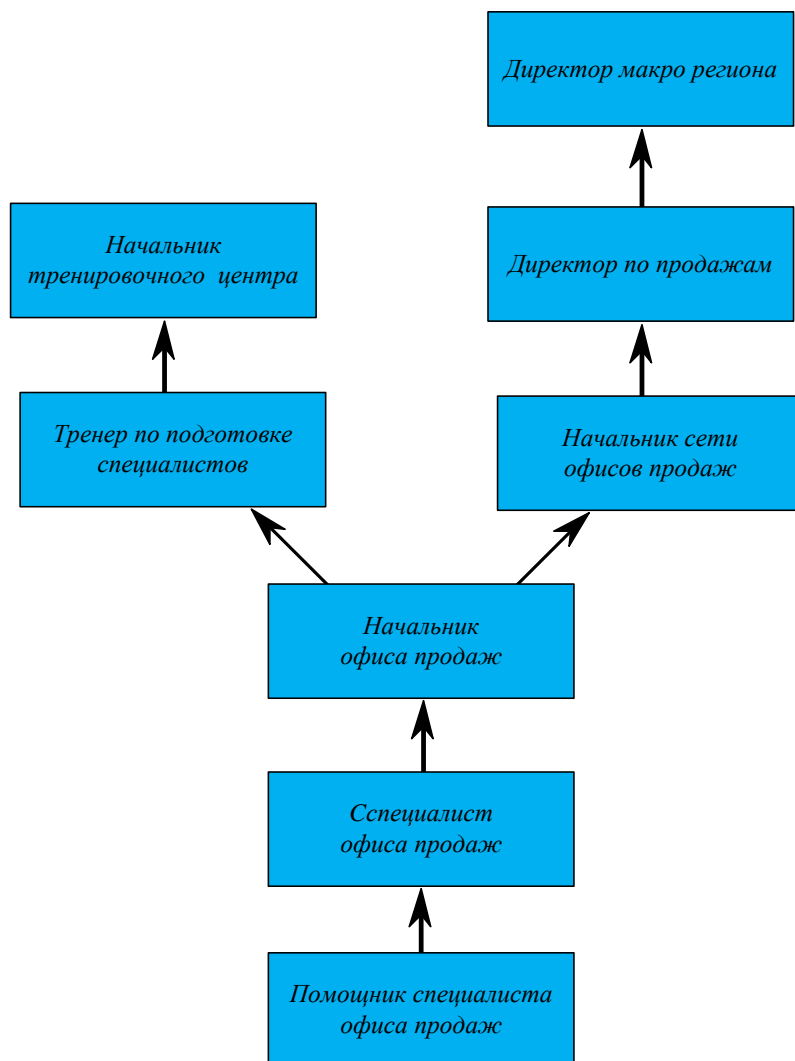 Директор макро региона
Начальник
тренировочного центра
Директор по продажам
Тренер по подготовке
специалистов
Начальник сети
офисов продаж
Начальник
офиса продаж
Сспециалист
офиса продаж
Помощник специалиста
офиса продаж